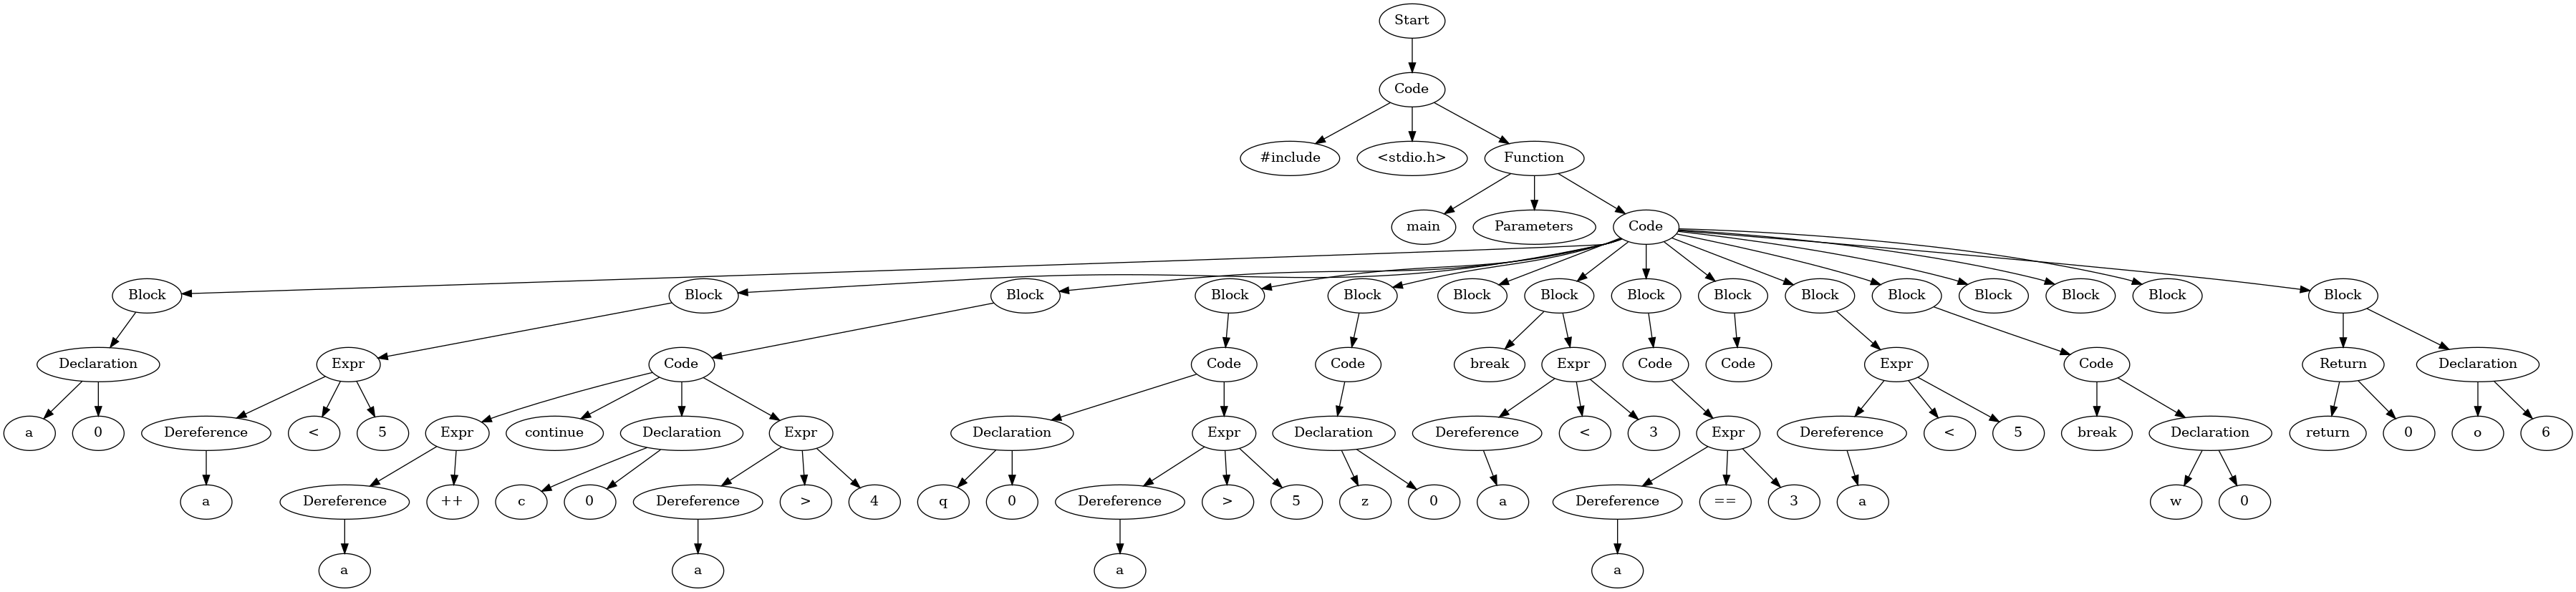 Start
Code
#include <stdio.h> Function
main Parameters Code
Block Block Block Block Block Block Block Block Block Block Block Block Block Block Block
Declaration Expr Code Code Code break Expr Code Code Expr Code Return Declaration
a 0 Dereference < 5 Expr continue Declaration Expr Declaration Expr Declaration Dereference < 3 Expr Dereference < 5 break Declaration return 0 o 6
a Dereference ++ c 0 Dereference > 4 q 0 Dereference > 5 z 0 a Dereference == 3 a w 0
a a a a